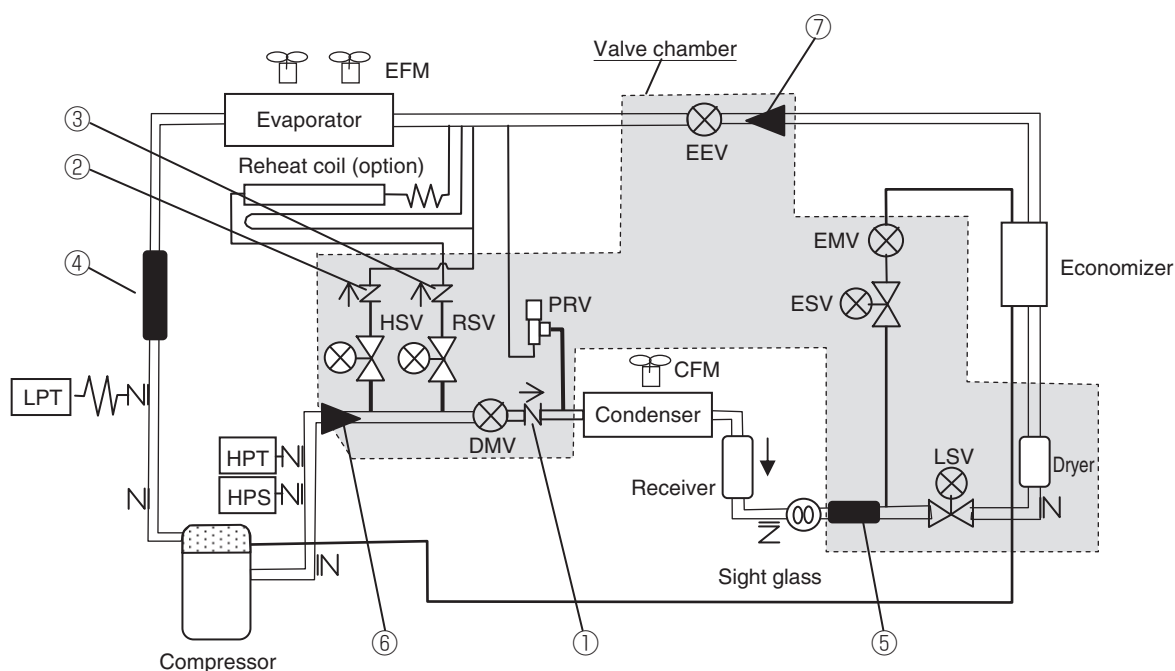 ⑦
Valve chamber
EFM
③
Evaporator
EEV
②
Reheat coil (option)
EMV
④
Economizer
ESV
PRV
HSV
RSV
CFM
LPT
Condenser
DMV
HPT
LSV
Dryer
HPS
Receiver
Sight glass
⑥
①
⑤
Compressor